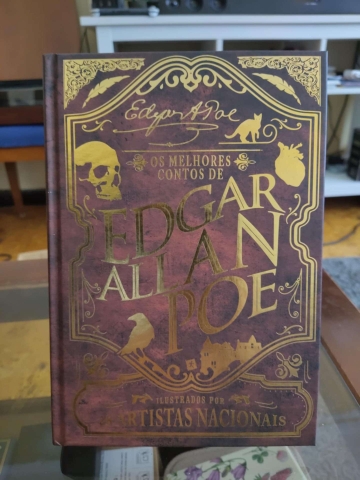 Edgar A Poe
OS MELHORES
CONTOS DE
EDGAR
ALLAN
POE
ILUSTRADOS POR
ARTISTAS NACIONAIS